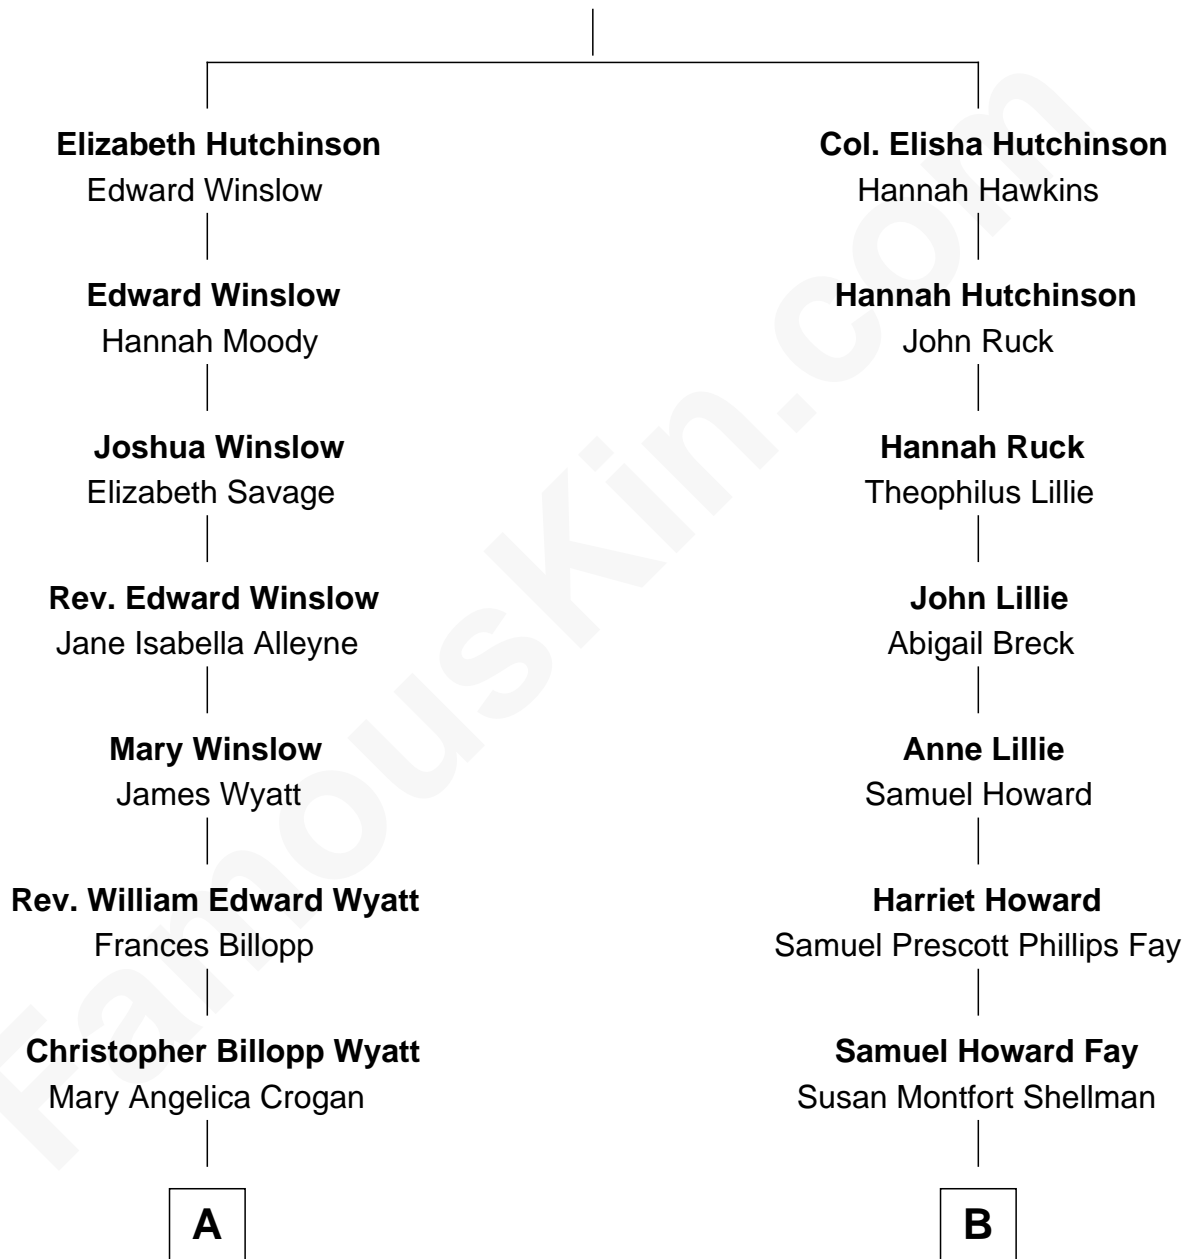 Elizabeth Hutchinson
Edward Winslow
Edward Winslow
Hannah Moody
Joshua Winslow
Elizabeth Savage
Rev. Edward Winslow
Jane Isabella Alleyne
Mary Winslow
James Wyatt
Rev. William Edward Wyatt
Frances Billopp
Christopher Billopp Wyatt
Mary Angelica Crogan
A
Col. Elisha Hutchinson
Hannah Hawkins
Hannah Hutchinson
John Ruck
Hannah Ruck
Theophilus Lillie
John Lillie
Abigail Breck
Anne Lillie
Samuel Howard
Harriet Howard
Samuel Prescott Phillips Fay
Samuel Howard Fay
Susan Montfort Shellman
B
FamousKin.com